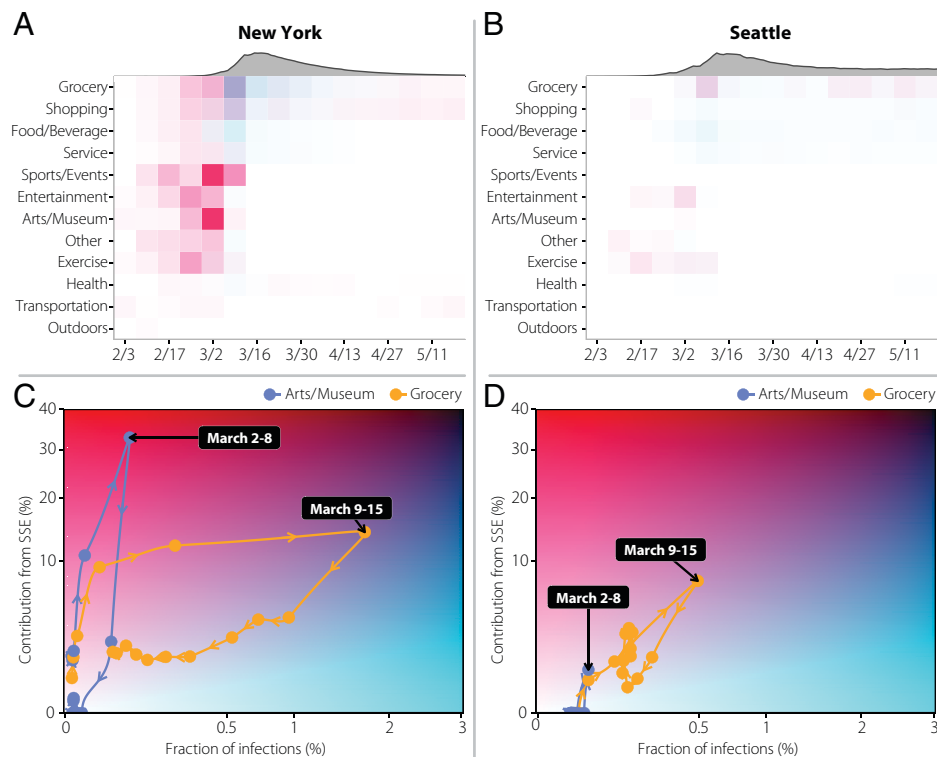 A
New York
Grocery
Shopping
Food/Beverage
Service
Sports/Events
Entertainment
Arts/Museum
Other
Exercise
Health
Transportation
Outdoors
2/3 2/17 3/2 3/16 3/30 4/13 4/27 5/11
B
Seattle
Grocery
Shopping
Food/Beverage
Service
Sports/Events
Entertainment
Arts/Museum
Other
Exercise
Health
Transportation
Outdoors
2/3 2/17 3/2 3/16 3/30 4/13 4/27 5/11
C
Arts/Museum Grocery
Contribution from SSE (%)
40
30
20
10
0
March 2-8
March 9-15
0 0.5 1 2 3
Fraction of infections (%)
D
Arts/Museum Grocery
Contribution from SSE (%)
40
30
20
10
0
March 9-15
March 2-8
0 0.5 1 2 3
Fraction of infections (%)